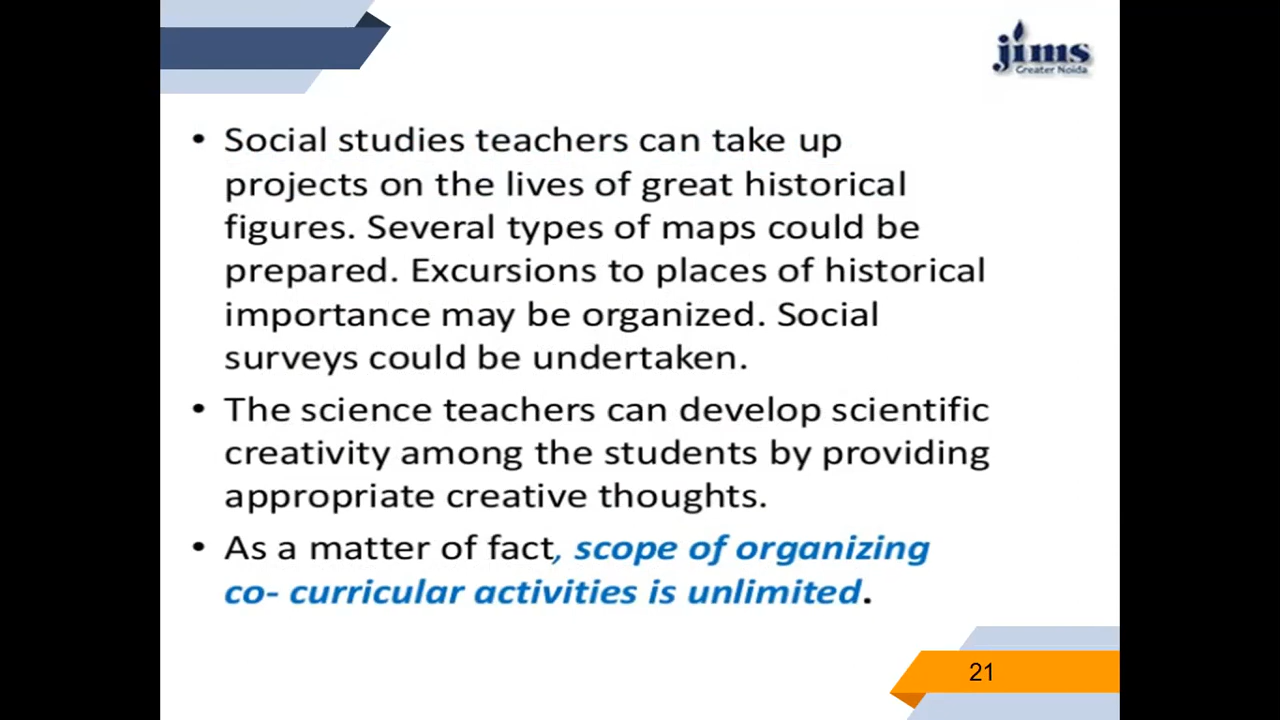 jims
Greater Noida
• Social studies teachers can take up
projects on the lives of great historical
figures. Several types of maps could be
prepared. Excursions to places of historical
importance may be organized. Social
surveys could be undertaken.
• The science teachers can develop scientific
creativity among the students by providing
appropriate creative thoughts.
• As a matter of fact, scope of organizing
co- curricular activities is unlimited.
21